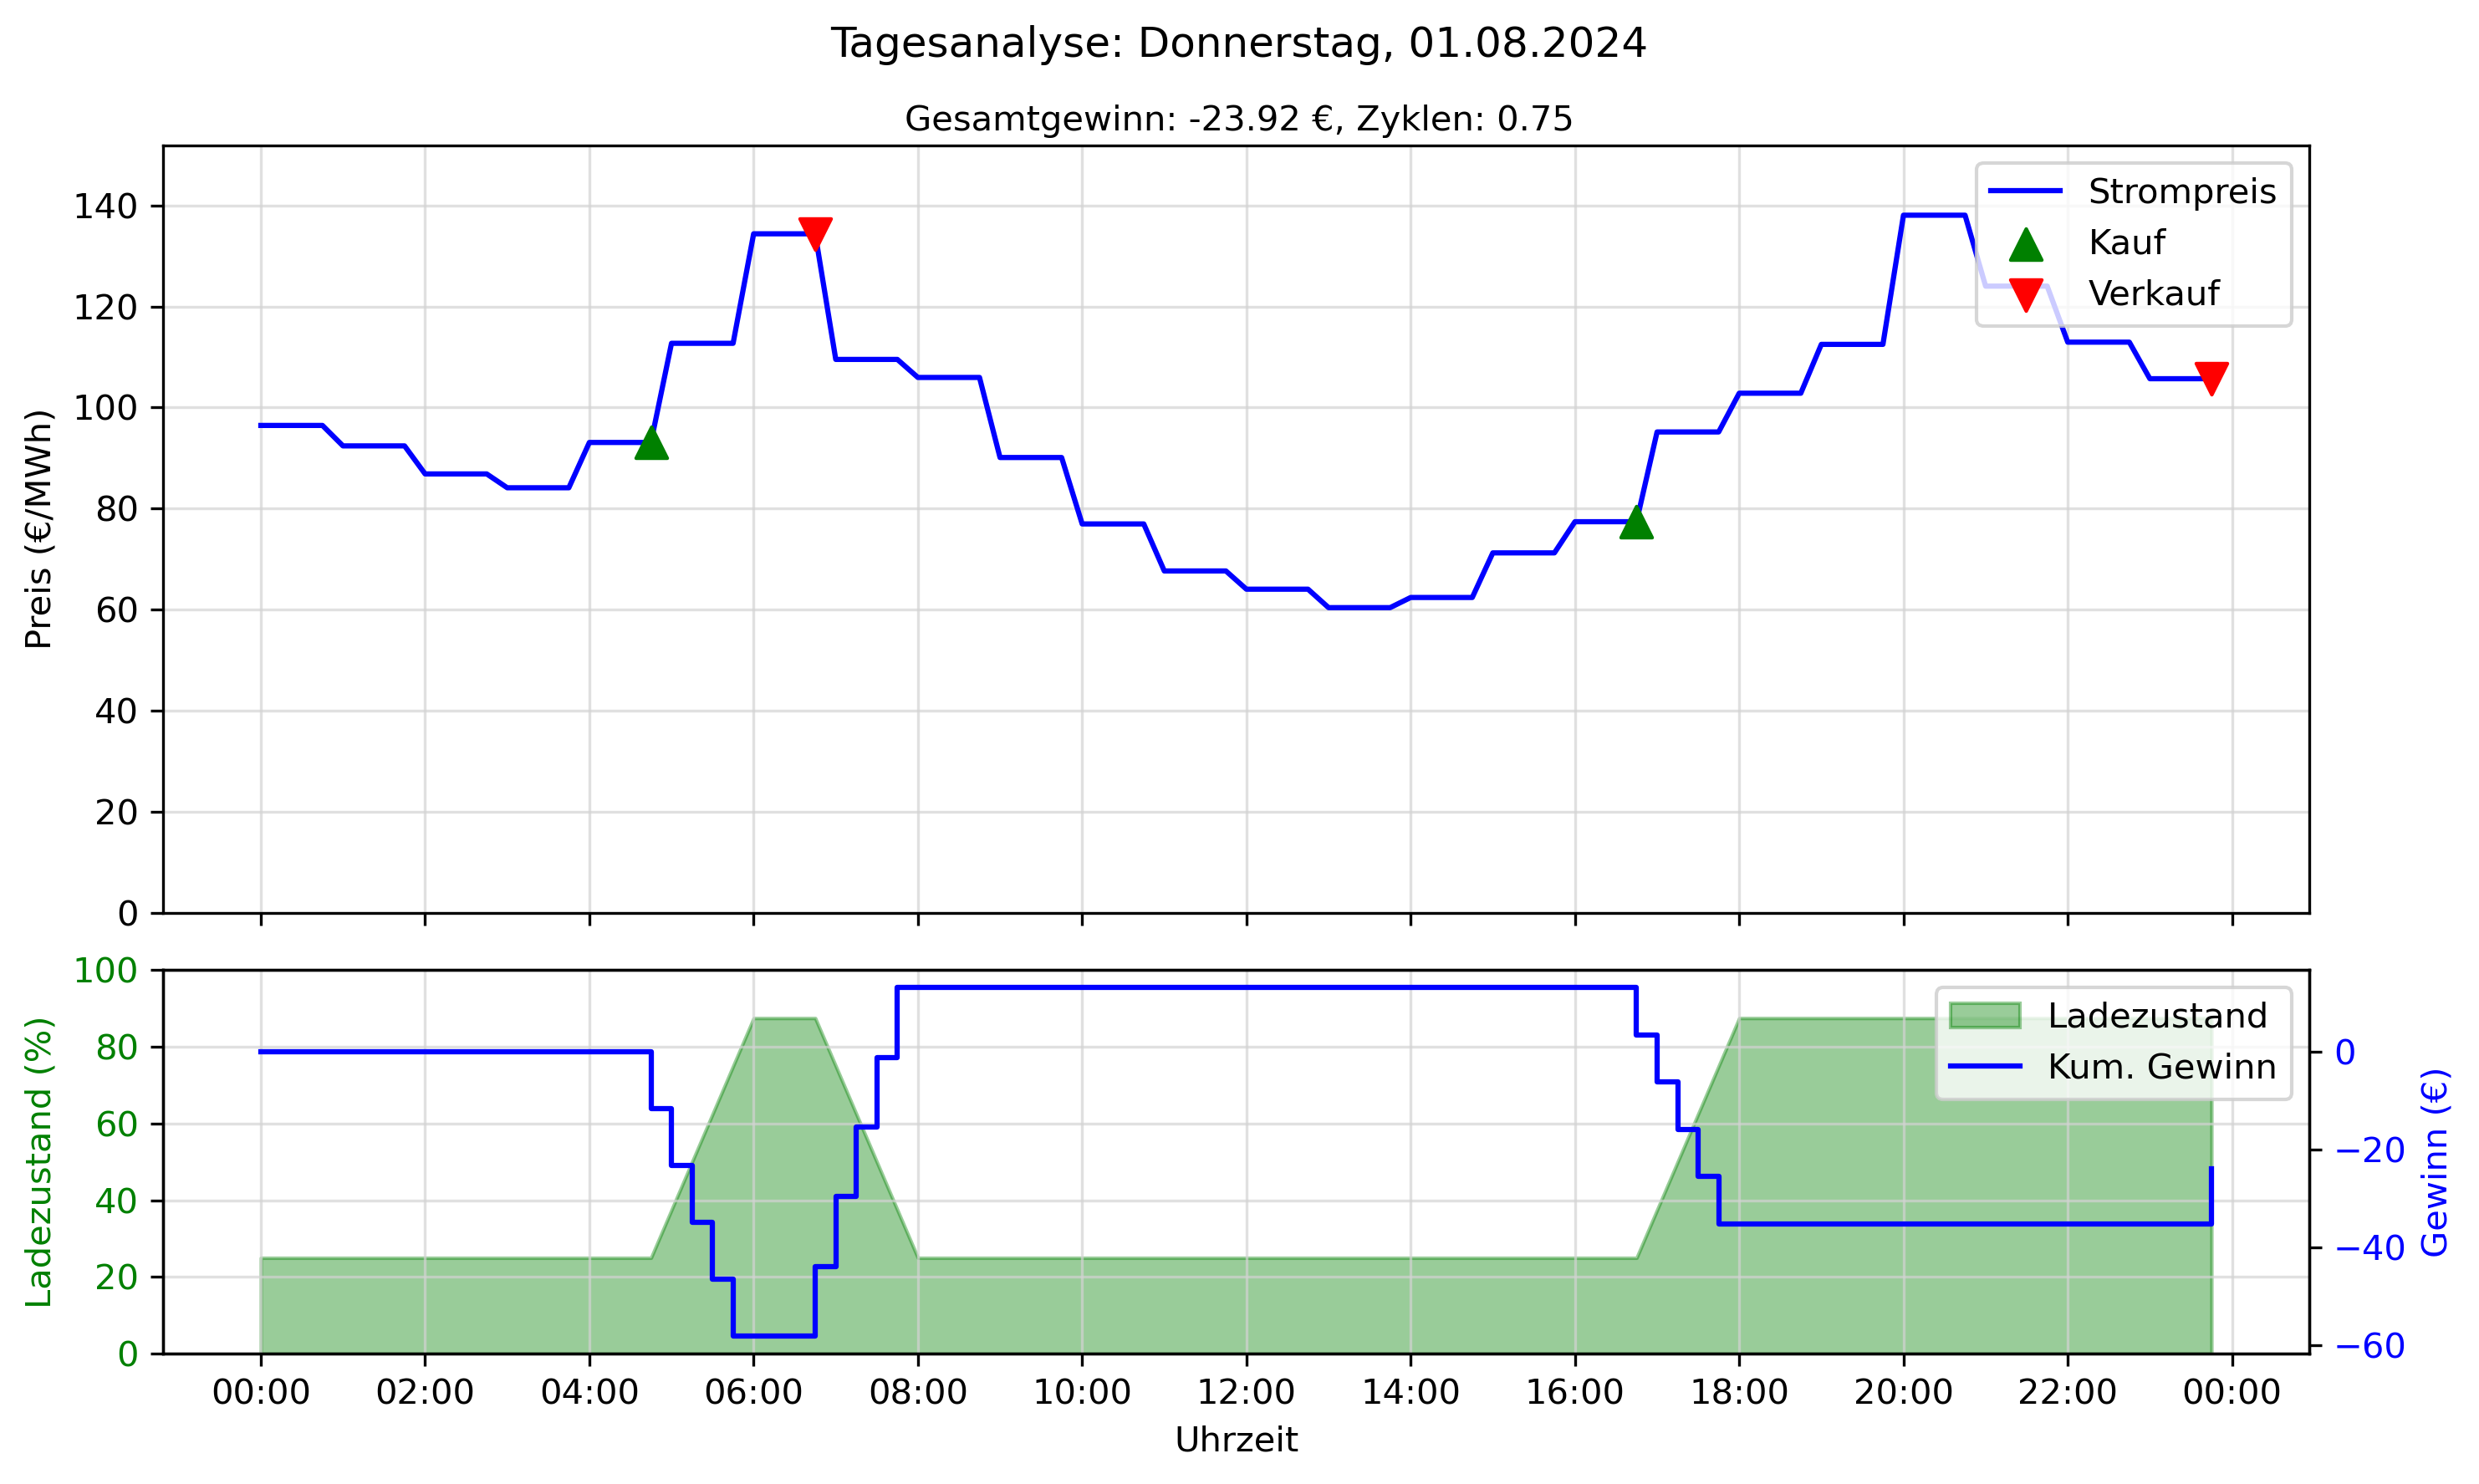 Tagesanalyse: Donnerstag, 01.08.2024
Gesamtgewinn: -23.92 €, Zyklen: 0.75
Preis (€/MWh)
140
120
100
80
60
40
20
0
Strompreis
Kauf
Verkauf
Ladezustand (%)
100
80
60
40
20
0
Ladezustand
Kum. Gewinn
0
−20
−40
−60
Gewinn (€)
00:00 02:00 04:00 06:00 08:00 10:00 12:00 14:00 16:00 18:00 20:00 22:00 00:00
Uhrzeit